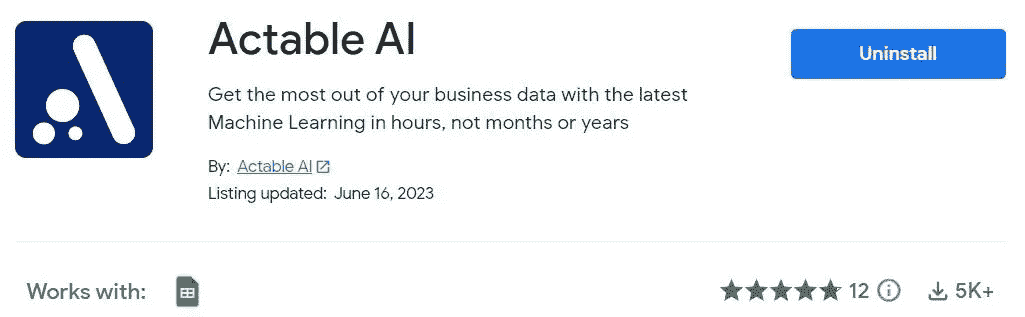 Actable AI
Uninstall
Get the most out of your business data with the latest
Machine Learning in hours, not months or years
By: Actable AI
Listing updated: June 16, 2023
Works with:
12
5K+